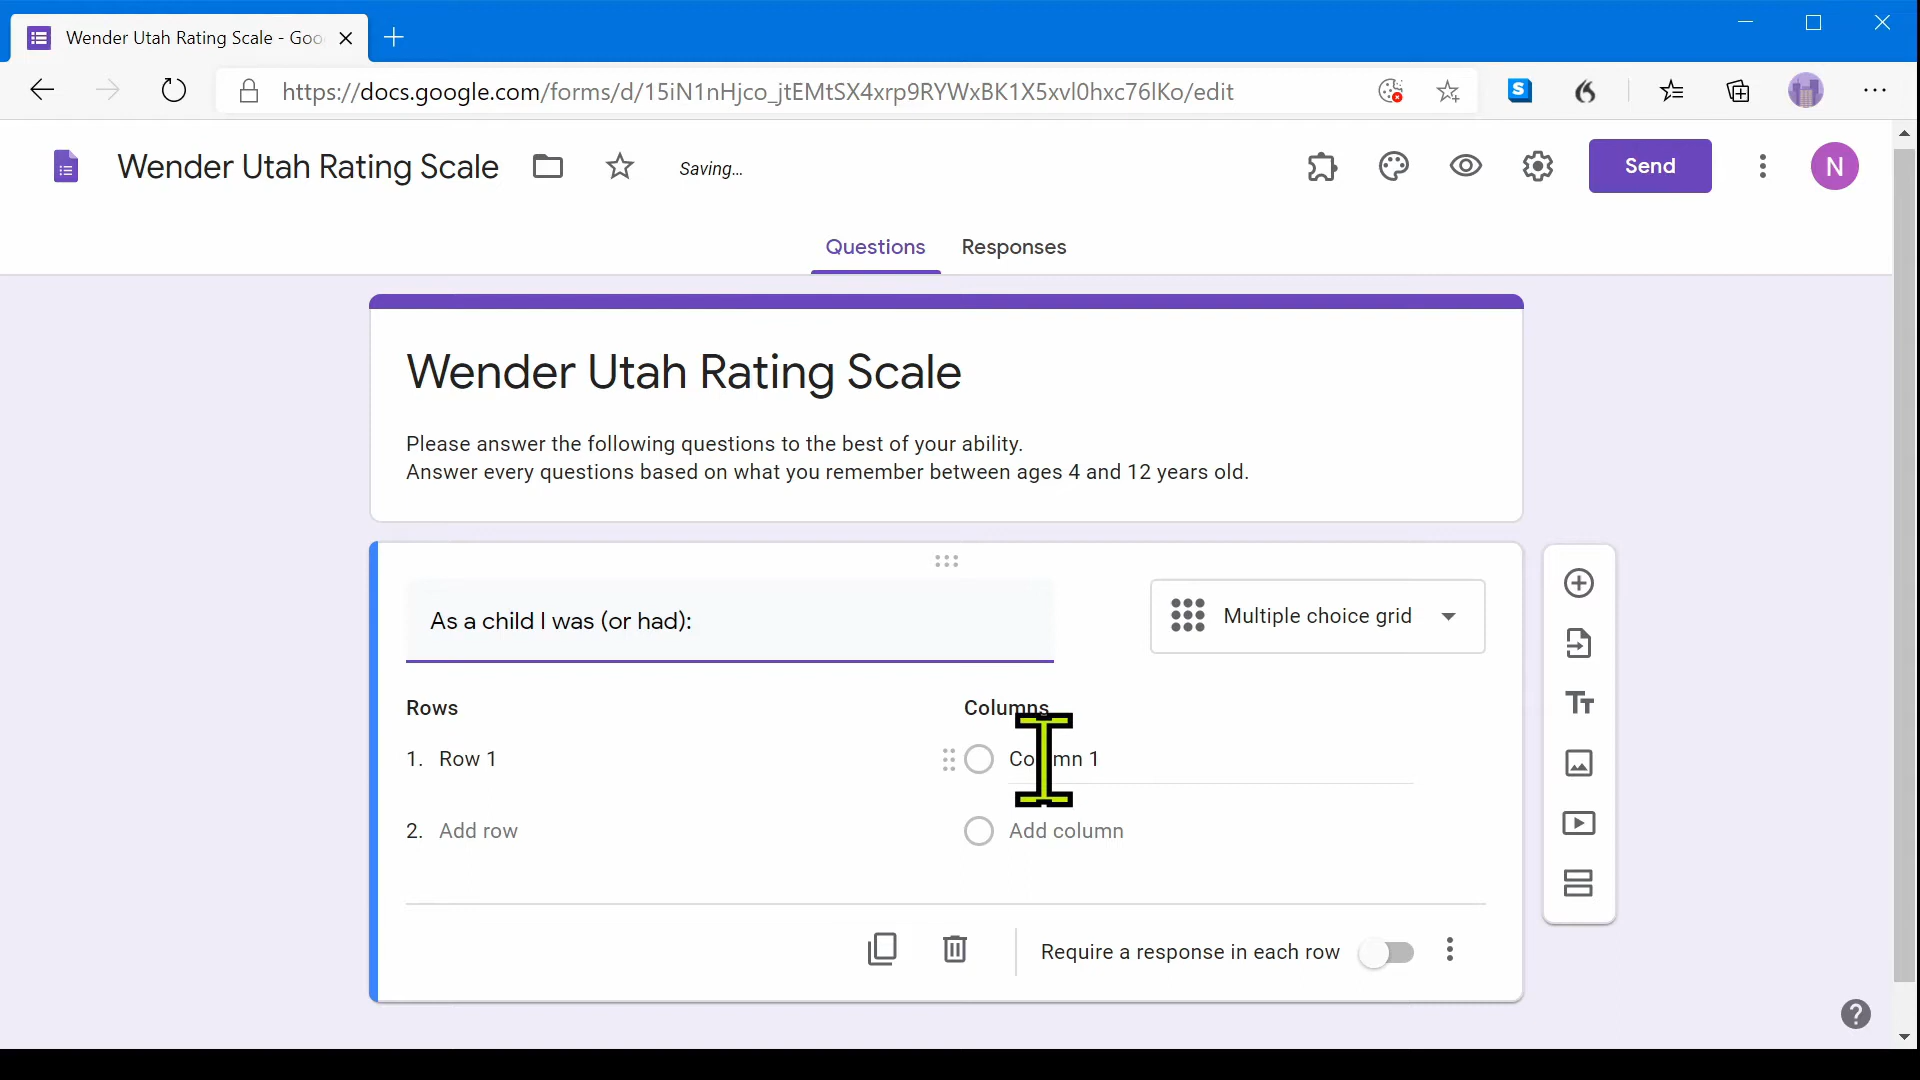 Wender Utah Rating Scale - Goo
https://docs.google.com/forms/d/15iN1nHjco_jtEMtSX4xrp9RYWxBK1X5xvl0hxc76lKo/edit
Wender Utah Rating Scale
Saving...
Send
N
Questions
Responses
Wender Utah Rating Scale
Please answer the following questions to the best of your ability.
Answer every questions based on what you remember between ages 4 and 12 years old.
As a child I was (or had):
Multiple choice grid
Rows
Columns
1. Row 1
Column 1
2. Add row
Add column
Require a response in each row